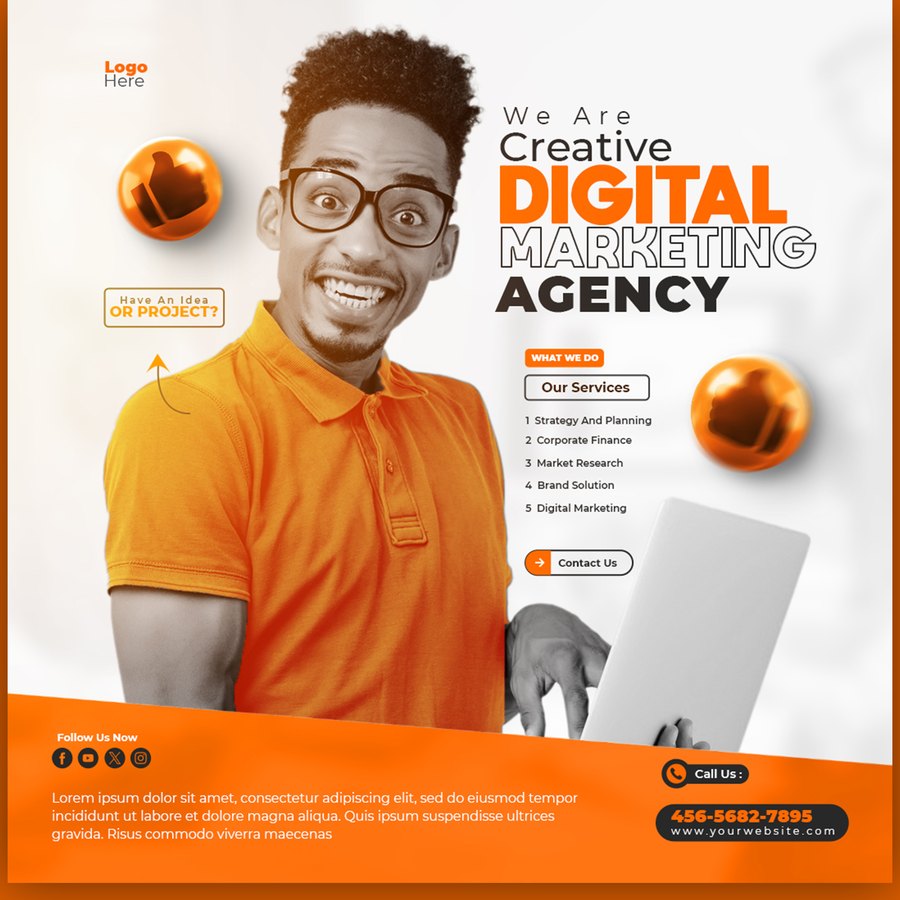 Logo
Here
We Are
Creative
DIGITAL
MARKETING
AGENCY
Have An Idea
OR PROJECT?
WHAT WE DO
Our Services
1 Strategy And Planning
2 Corporate Finance
3 Market Research
4 Brand Solution
5 Digital Marketing
Contact Us
Follow Us Now
Lorem ipsum dolor sit amet, consectetur adipiscing elit, sed do eiusmod tempor
incididunt ut labore et dolore magna aliqua. Quis ipsum suspendisse ultrices
gravida. Risus commodo viverra maecenas
Call Us :
456-5682-7895
www.yourwebsite.com